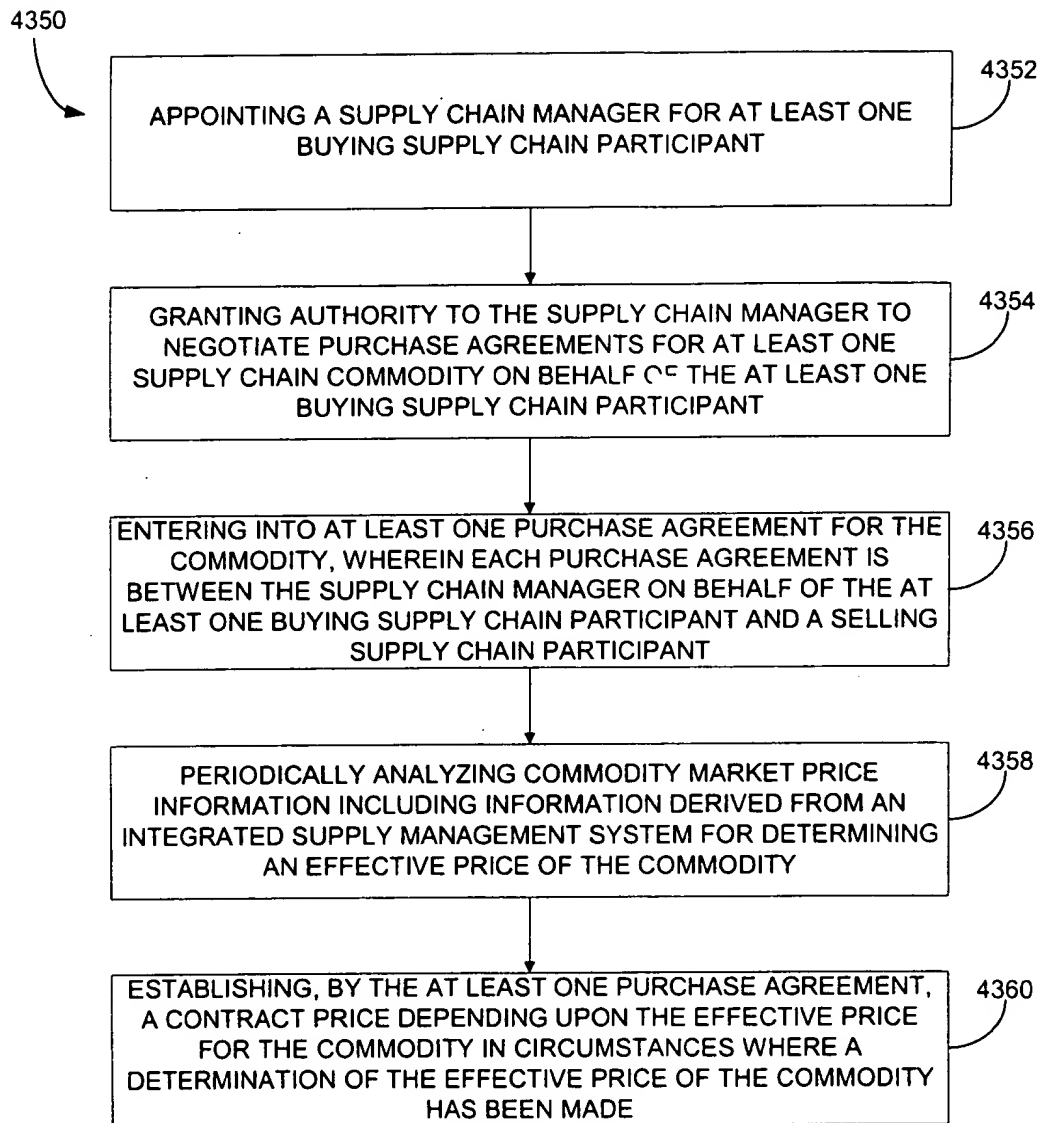 4350
4352
APPOINTING A SUPPLY CHAIN MANAGER FOR AT LEAST ONE
BUYING SUPPLY CHAIN PARTICIPANT
4354
GRANTING AUTHORITY TO THE SUPPLY CHAIN MANAGER TO
NEGOTIATE PURCHASE AGREEMENTS FOR AT LEAST ONE
SUPPLY CHAIN COMMODITY ON BEHALF OF THE AT LEAST ONE
BUYING SUPPLY CHAIN PARTICIPANT
4356
ENTERING INTO AT LEAST ONE PURCHASE AGREEMENT FOR THE
COMMODITY, WHEREIN EACH PURCHASE AGREEMENT IS
BETWEEN THE SUPPLY CHAIN MANAGER ON BEHALF OF THE AT
LEAST ONE BUYING SUPPLY CHAIN PARTICIPANT AND A SELLING
SUPPLY CHAIN PARTICIPANT
4358
PERIODICALLY ANALYZING COMMODITY MARKET PRICE
INFORMATION INCLUDING INFORMATION DERIVED FROM AN
INTEGRATED SUPPLY MANAGEMENT SYSTEM FOR DETERMINING
AN EFFECTIVE PRICE OF THE COMMODITY
4360
ESTABLISHING, BY THE AT LEAST ONE PURCHASE AGREEMENT,
A CONTRACT PRICE DEPENDING UPON THE EFFECTIVE PRICE
FOR THE COMMODITY IN CIRCUMSTANCES WHERE A
DETERMINATION OF THE EFFECTIVE PRICE OF THE COMMODITY
HAS BEEN MADE